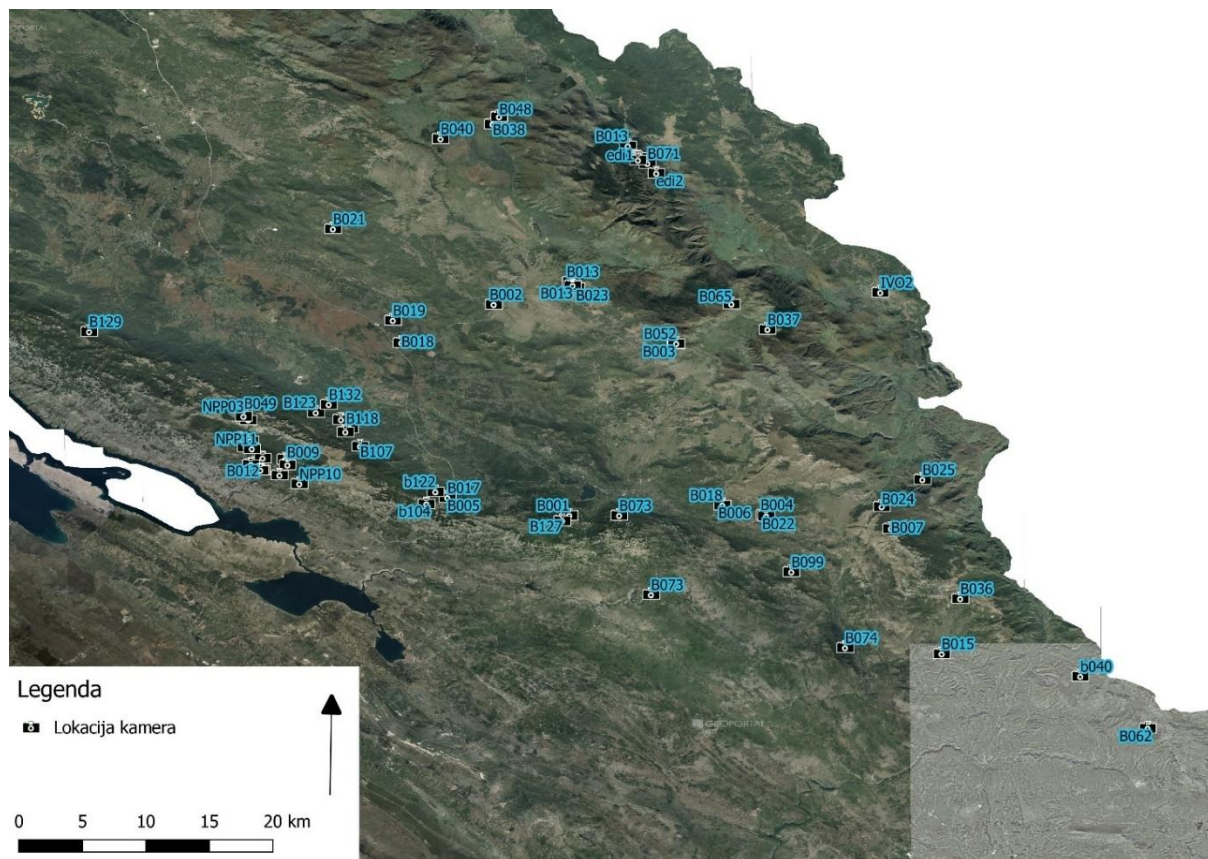 GEOPORTAL
B048
B038
B040
B013
edi1
B071
edi2
B021
B013
B013
B023
B002
IVO2
B065
B037
B019
B018
B052
B003
B129
B132
B123
NPP03
B049
B118
B107
NPP11
B009
B012
NPP10
b122
B017
b104
B005
B001
B127
B073
B018
B006
B004
B022
B025
B024
B007
B099
B073
B036
B074
B015
b040
B062
GEOPORTAL
Legenda
Lokacija kamera
0 5 10 15 20 km